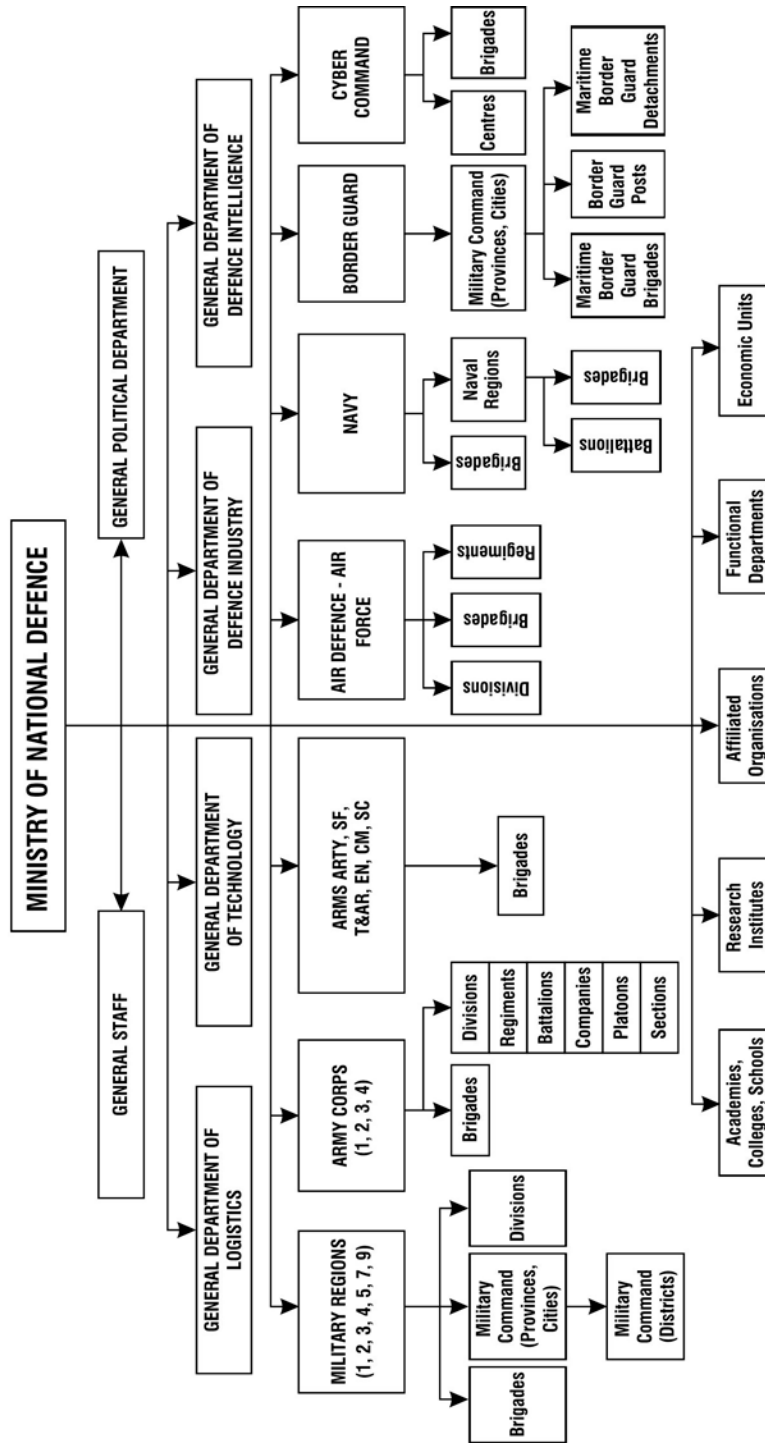 MINISTRY OF NATIONAL DEFENCE
GENERAL STAFF
GENERAL POLITICAL DEPARTMENT
GENERAL DEPARTMENT OF
LOGISTICS
GENERAL DEPARTMENT
OF TECHNOLOGY
GENERAL DEPARTMENT OF
DEFENCE INDUSTRY
GENERAL DEPARTMENT OF
DEFENCE INTELLIGENCE
MILITARY REGIONS
(1, 2, 3, 4, 5, 7, 9)
ARMY CORPS
(1, 2, 3, 4)
ARMS ARTY, SF,
T&AR, EN, CM, SC
AIR DEFENCE - AIR
FORCE
NAVY
BORDER GUARD
CYBER
COMMAND
Brigades
Military
Command
(Provinces,
Cities)
Divisions
Military
Command
(Districts)
Brigades
Divisions
Regiments
Battalions
Companies
Platoons
Sections
Brigades
Divisions
Brigades
Regiments
Brigades
Naval
Regions
Battalions
Brigades
Military Command
(Provinces, Cities)
Maritime
Border
Guard
Brigades
Border
Guard
Posts
Maritime
Border
Guard
Detachments
Centres
Brigades
Academies,
Colleges, Schools
Research
Institutes
Affiliated
Organisations
Functional
Departments
Economic Units